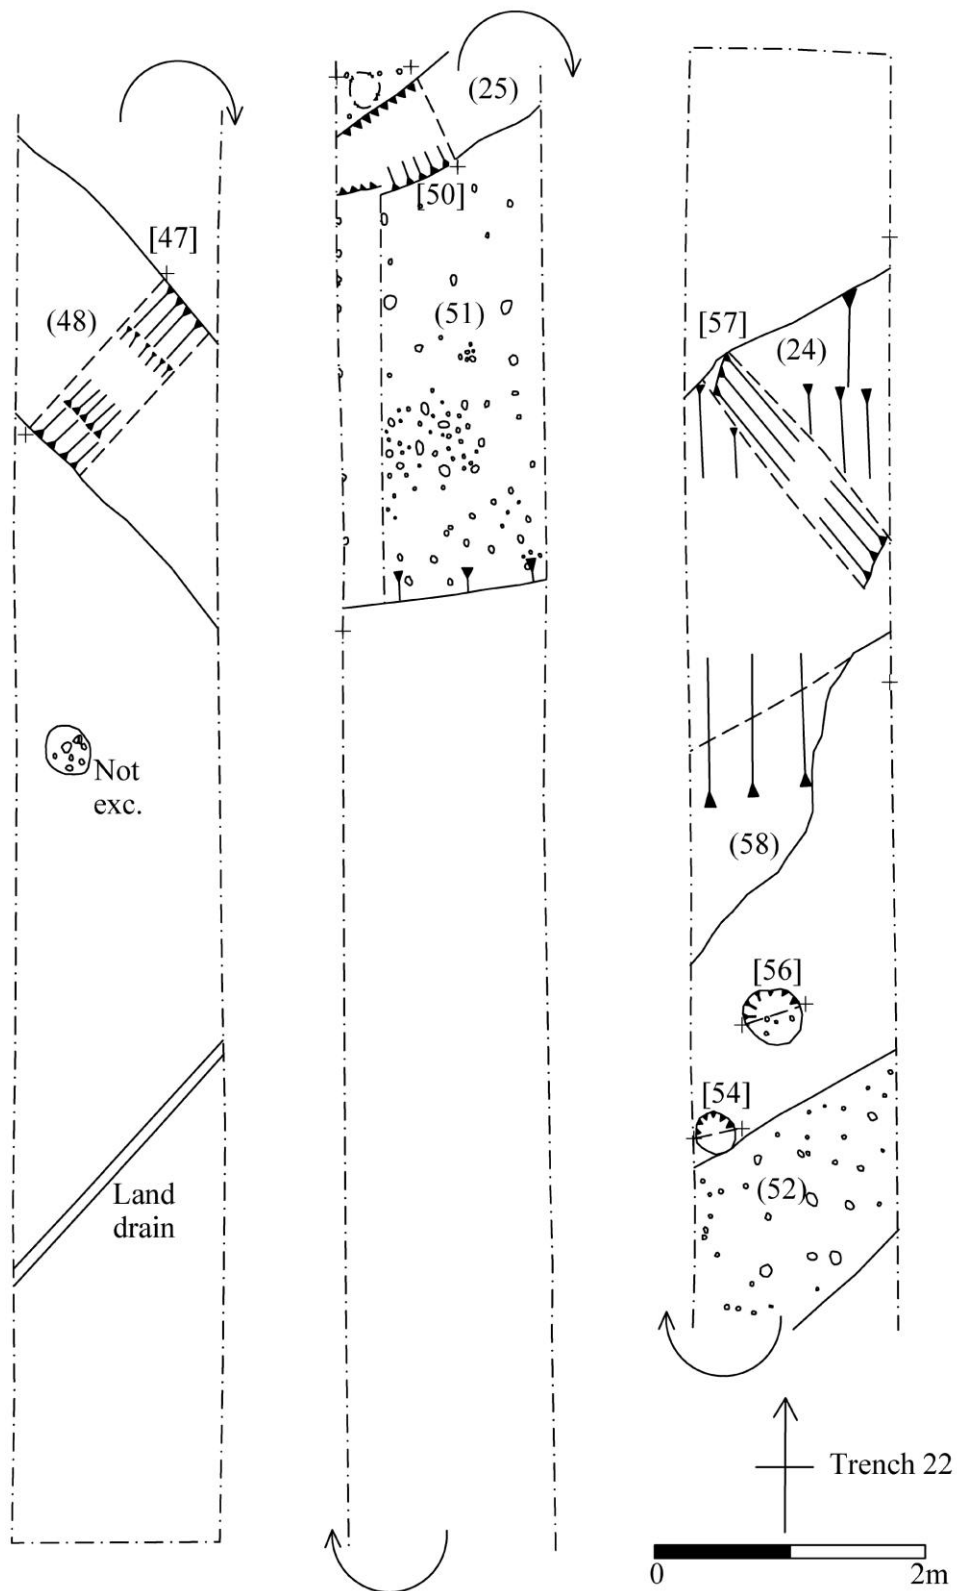 [47]
(48)
Not
exc.
Land
drain
(25)
[50]
(51)
[57]
(24)
(58)
[56]
[54]
(52)
Trench 22
0 2m